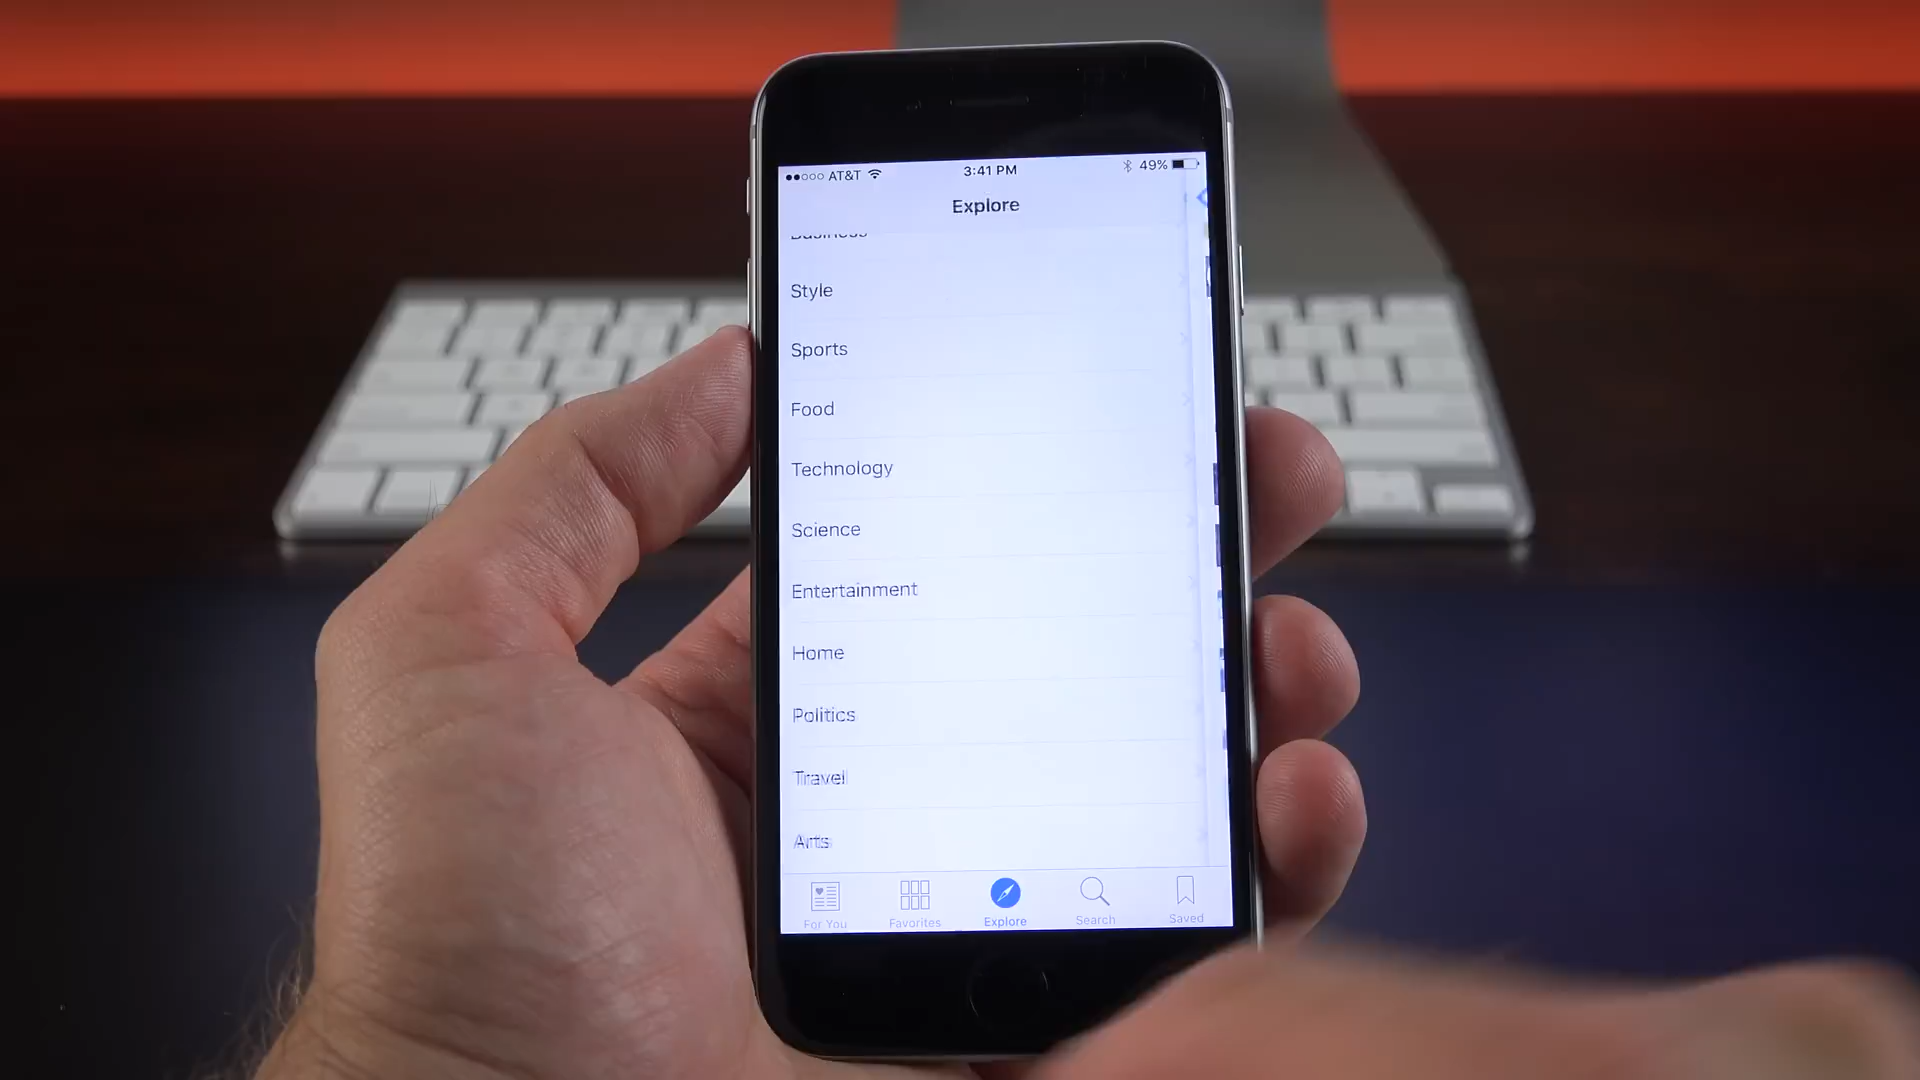 AT&T 3:41 PM 49%
Explore
Business
Style
Sports
Food
Technology
Science
Entertainment
Home
Politics
Travel
Arts
For You Favorites Explore Search Saved